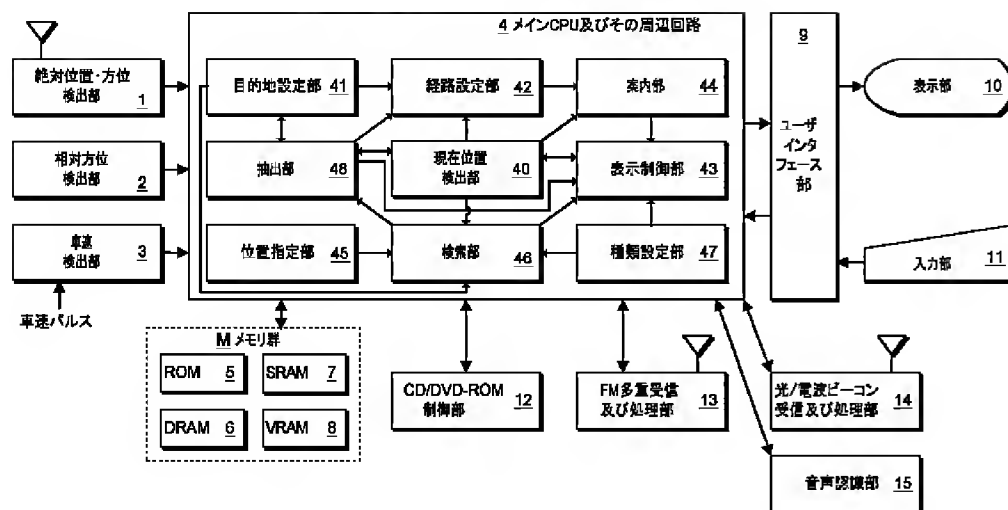 4 メインCPU及びその周辺回路
絶対位置・方位
検出部 1
相対方位
検出部 2
車速
検出部 3
車速パルス
目的地設定部 41
経路設定部 42
案内部 44
抽出部 48
現在位置
検出部 40
表示制御部 43
位置指定部 45
検索部 46
種類設定部 47
9
ユーザ
インタ
フェース
部
表示部 10
入力部 11
M メモリ群
ROM 5
SRAM 7
DRAM 6
VRAM 8
CD/DVD-ROM
制御部 12
FM多重受信
及び処理部 13
光/電波ビーコン
受信及び処理部 14
音声認識部 15